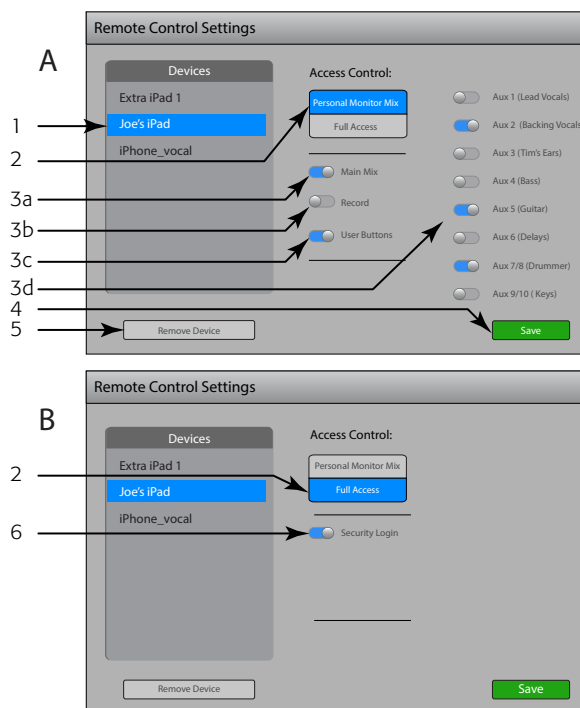 Remote Control Settings
A
Devices
Access Control:
Extra iPad 1
Personal Monitor Mix
Aux 1 (Lead Vocals)
1
Joe's iPad
Full Access
Aux 2 (Backing Vocals
2
iPhone_vocal
Aux 3 (Tim's Ears)
3a
Main Mix
Aux 4 (Bass)
3b
Record
Aux 5 (Guitar)
3c
User Buttons
Aux 6 (Delays)
3d
Aux 7/8 (Drummer)
4
Aux 9/10 ( Keys)
5
Remove Device
Save
Remote Control Settings
B
Devices
Access Control:
Extra iPad 1
Personal Monitor Mix
2
Joe's iPad
Full Access
iPhone_vocal
6
Security Login
Remove Device
Save